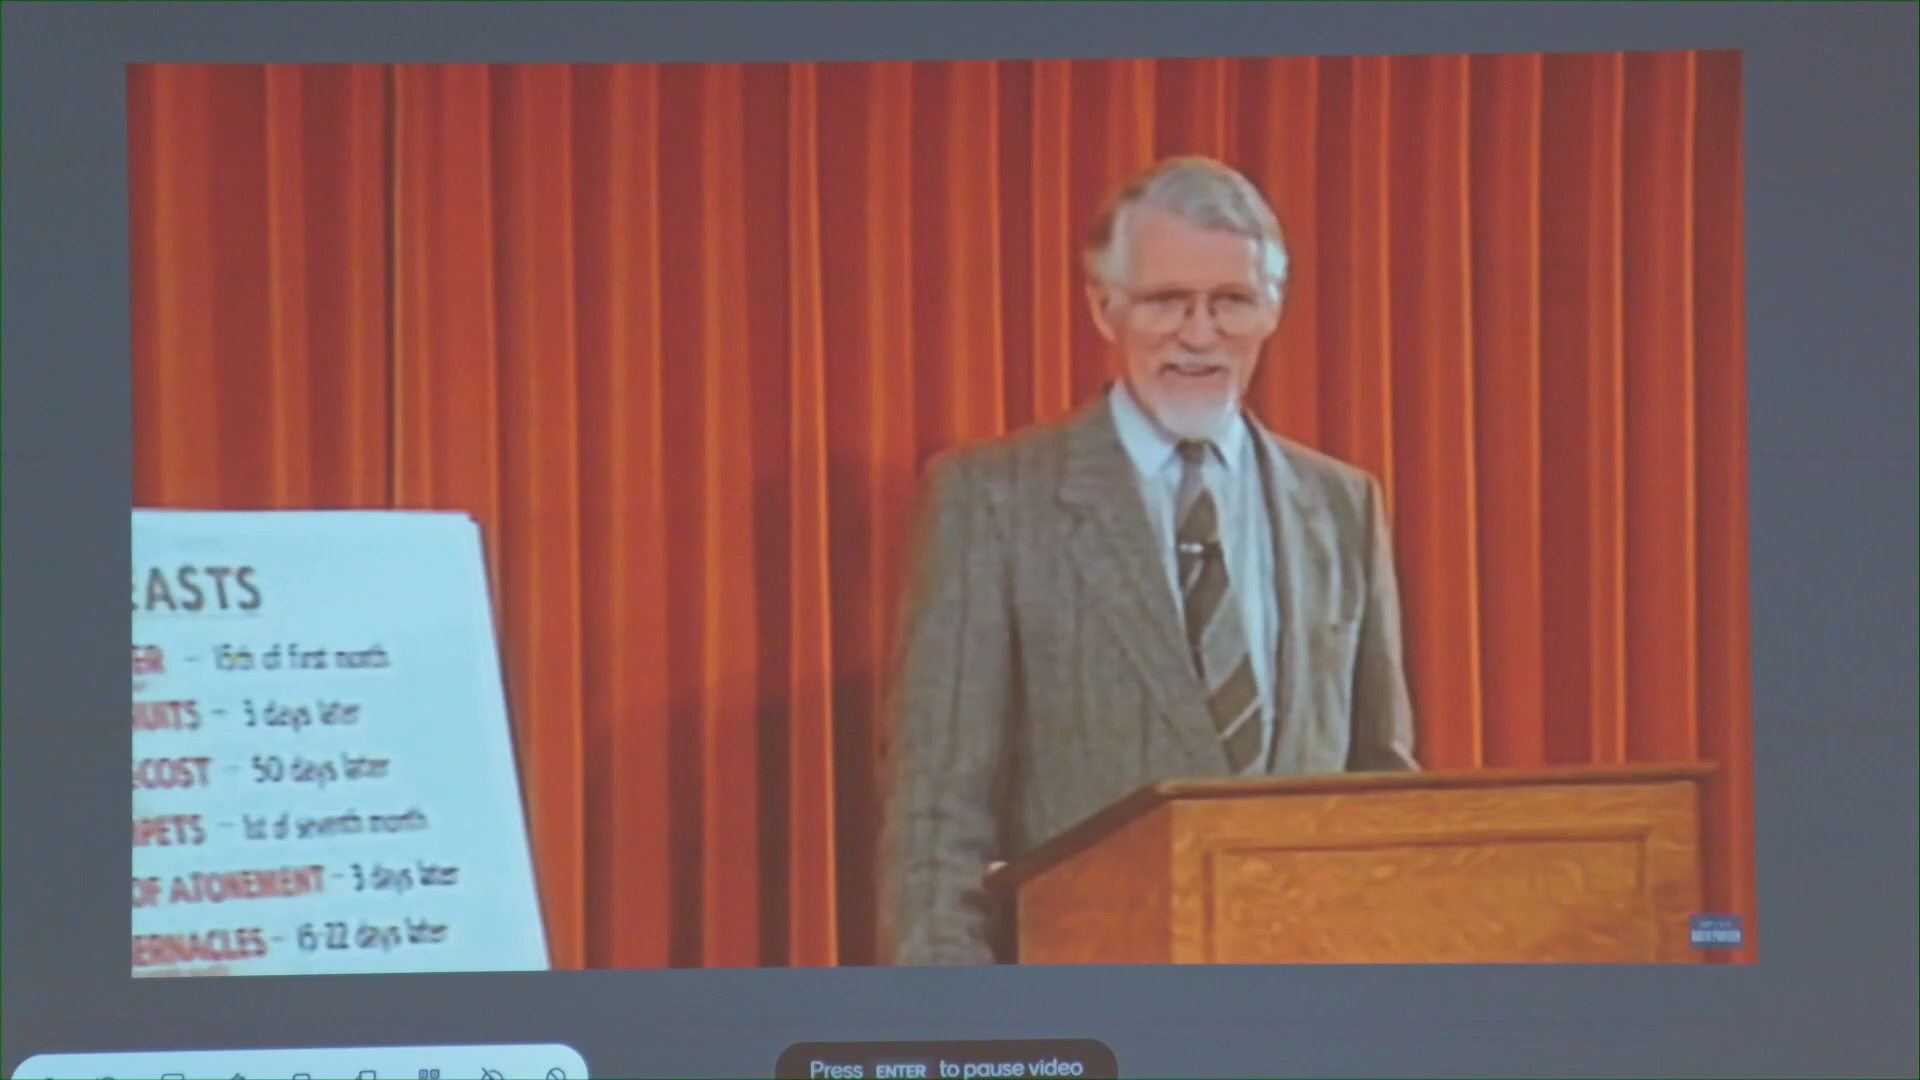 EASTS
ER – 15th of first month
UITS – 3 days later
COST – 50 days later
PETS – 1st of seventh month
OF ATONEMENT – 3 days later
ERNACLES – 15-22 days later
Press ENTER to pause video